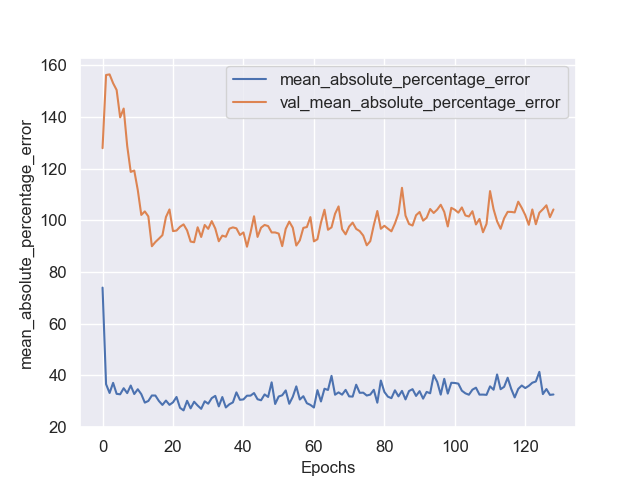 160
140
120
100
80
60
40
20
mean_absolute_percentage_error
mean_absolute_percentage_error
val_mean_absolute_percentage_error
0 20 40 60 80 100 120
Epochs